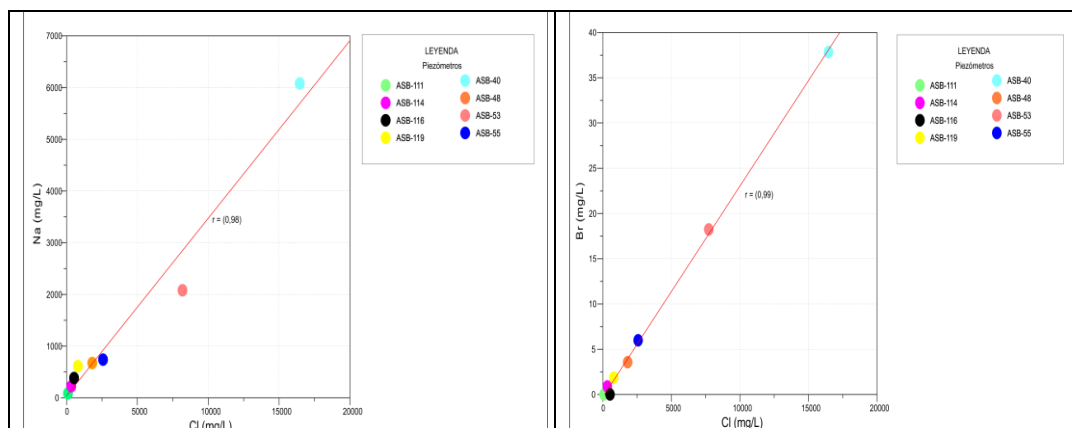 7000
6000
5000
4000
3000
2000
1000
0
Na (mg/L)
0 5000 10000 15000 20000
Cl (mg/L)
r = (0,98)
LEYENDA
Piezómetros
ASB-111 ASB-40
ASB-114 ASB-48
ASB-116 ASB-53
ASB-119 ASB-55
40
35
30
25
20
15
10
5
0
Br (mg/L)
0 5000 10000 15000 20000
Cl (mg/L)
r = (0,99)
LEYENDA
Piezómetros
ASB-111 ASB-40
ASB-114 ASB-48
ASB-116 ASB-53
ASB-119 ASB-55